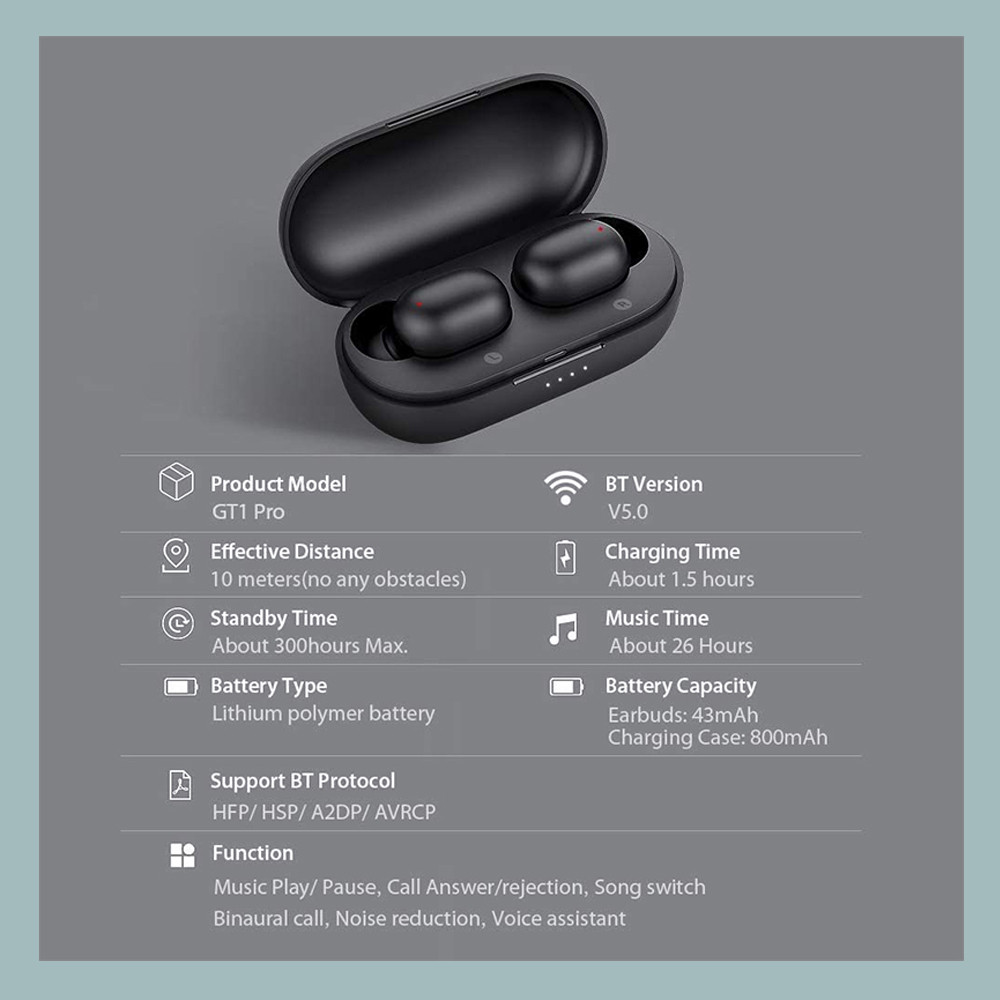 L
R
Product Model
GT1 Pro
BT Version
V5.0
Effective Distance
10 meters(no any obstacles)
Charging Time
About 1.5 hours
Standby Time
About 300hours Max.
Music Time
About 26 Hours
Battery Type
Lithium polymer battery
Battery Capacity
Earbuds: 43mAh
Charging Case: 800mAh
Support BT Protocol
HFP/ HSP/ A2DP/ AVRCP
Function
Music Play/ Pause, Call Answer/rejection, Song switch
Binaural call, Noise reduction, Voice assistant